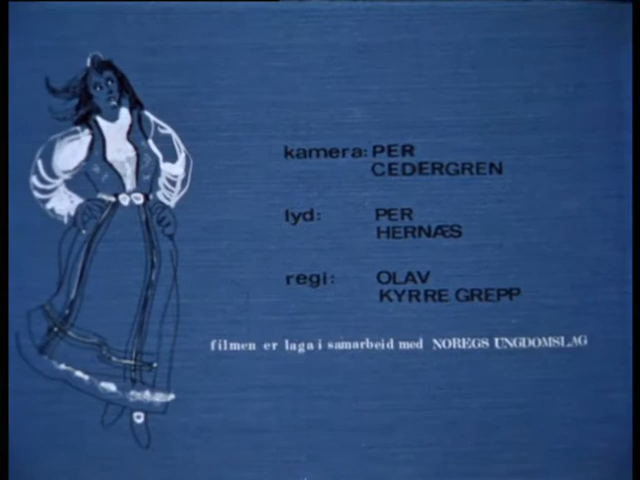 kamera: PER
CEDERGREN
lyd: PER
HERNÆS
regi: OLAV
KYRRE GREPP
filmen er laga i samarbeid med NOREGS UNGDOMSLAG